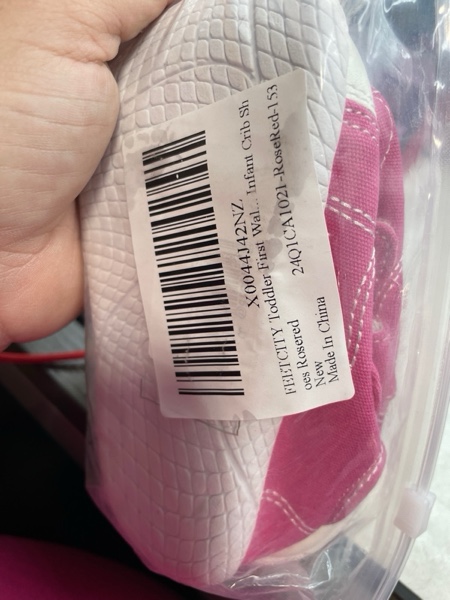 X0044J42NZ
FEETCITY Toddler First Wal... Infant Crib Sh
oes Rosered 24Q1CA1021-RoseRed-153
New
Made In China